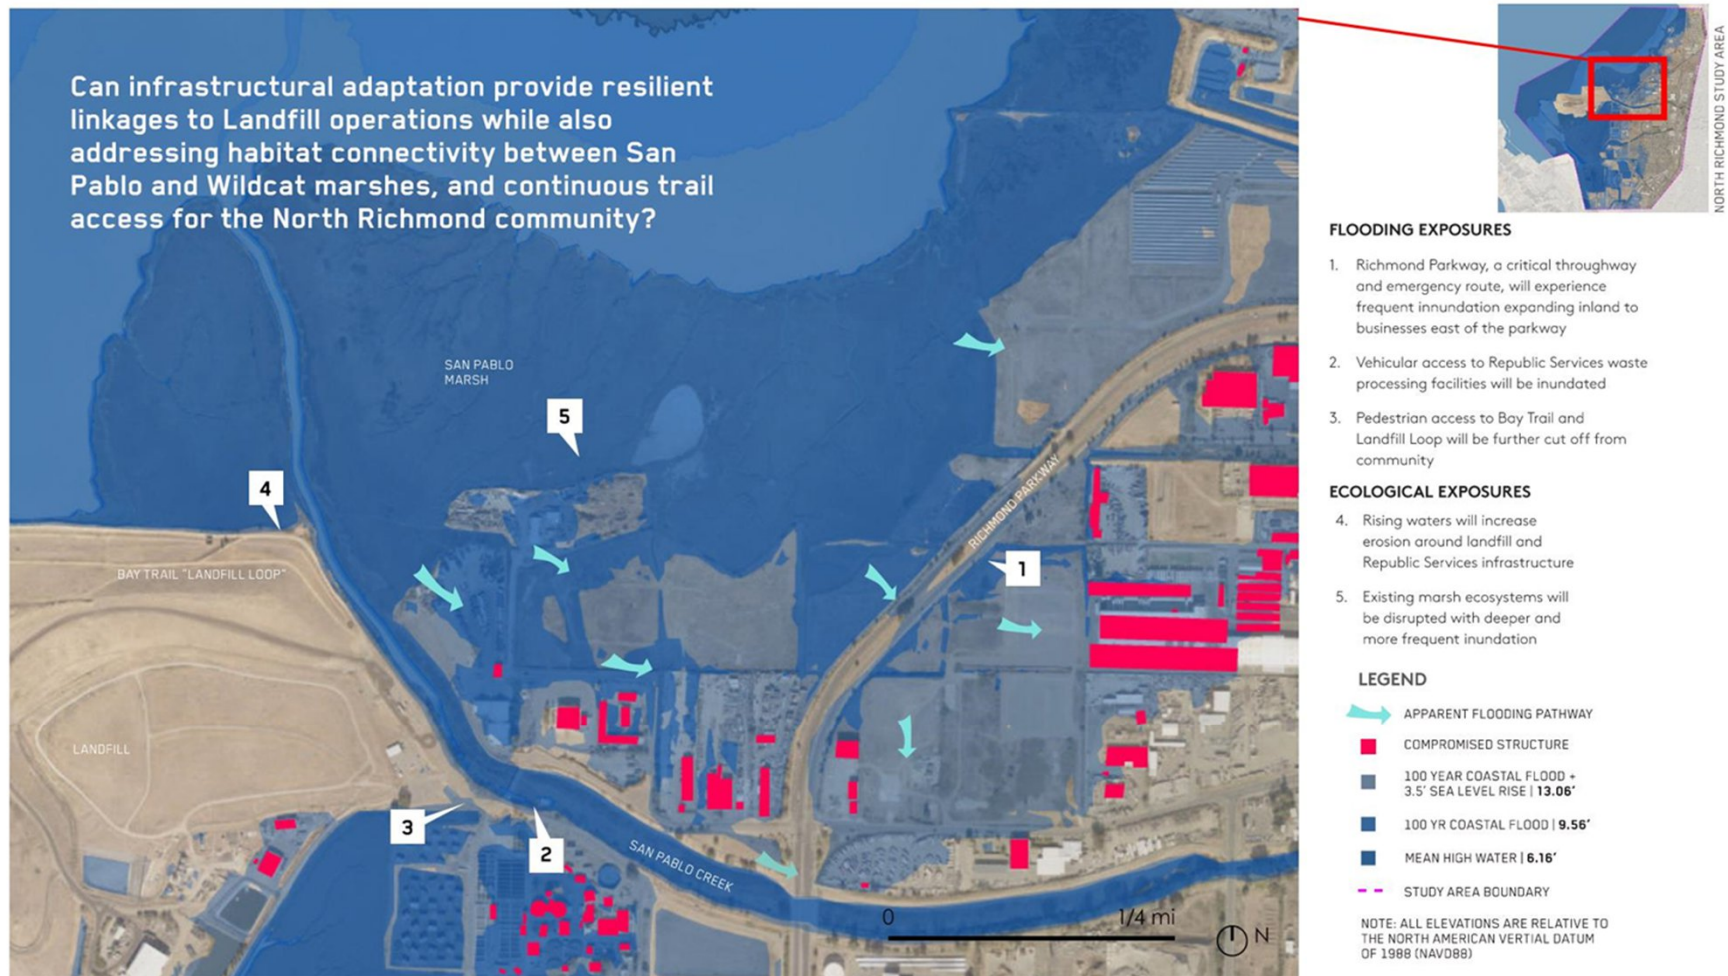 Can infrastructural adaptation provide resilient
linkages to Landfill operations while also
addressing habitat connectivity between San
Pablo and Wildcat marshes, and continuous trail
access for the North Richmond community?
SAN PABLO
MARSH
5
4
BAY TRAIL "LANDFILL LOOP"
RICHMOND PARKWAY
1
LANDFILL
3
2
SAN PABLO CREEK
0 1/4 mi
N
NORTH RICHMOND STUDY AREA
FLOODING EXPOSURES
1. Richmond Parkway, a critical throughway
and emergency route, will experience
frequent innundation expanding inland to
businesses east of the parkway
2. Vehicular access to Republic Services waste
processing facilities will be inundated
3. Pedestrian access to Bay Trail and
Landfill Loop will be further cut off from
community
ECOLOGICAL EXPOSURES
4. Rising waters will increase
erosion around landfill and
Republic Services infrastructure
5. Existing marsh ecosystems will
be disrupted with deeper and
more frequent inundation
LEGEND
APPARENT FLOODING PATHWAY
COMPROMISED STRUCTURE
100 YEAR COASTAL FLOOD +
3.5' SEA LEVEL RISE | 13.06'
100 YR COASTAL FLOOD | 9.56'
MEAN HIGH WATER | 6.16'
STUDY AREA BOUNDARY
NOTE: ALL ELEVATIONS ARE RELATIVE TO
THE NORTH AMERICAN VERTIAL DATUM
OF 1988 (NAVD88)